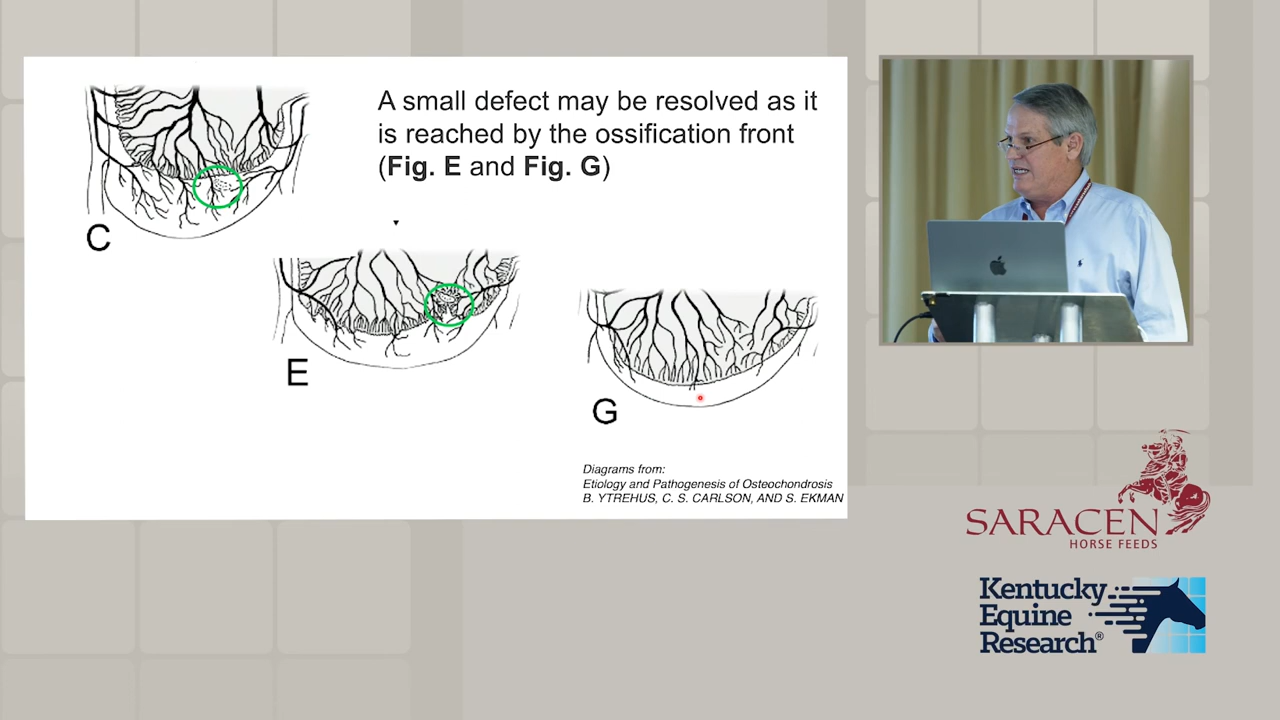 A small defect may be resolved as it
is reached by the ossification front
(Fig. E and Fig. G)
C
E
G
Diagrams from:
Etiology and Pathogenesis of Osteochondrosis
B. YTREHUS, C. S. CARLSON, AND S. EKMAN
SARACEN
HORSE FEEDS
Kentucky
Equine
Research®